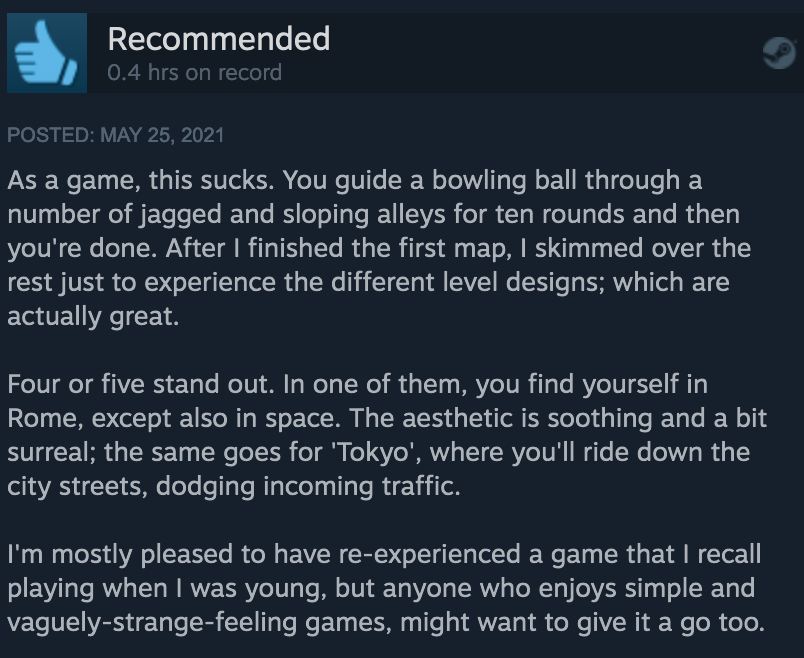 Recommended
0.4 hrs on record
POSTED: MAY 25, 2021
As a game, this sucks. You guide a bowling ball through a
number of jagged and sloping alleys for ten rounds and then
you're done. After I finished the first map, I skimmed over the
rest just to experience the different level designs; which are
actually great.
Four or five stand out. In one of them, you find yourself in
Rome, except also in space. The aesthetic is soothing and a bit
surreal; the same goes for 'Tokyo', where you'll ride down the
city streets, dodging incoming traffic.
I'm mostly pleased to have re-experienced a game that I recall
playing when I was young, but anyone who enjoys simple and
vaguely-strange-feeling games, might want to give it a go too.